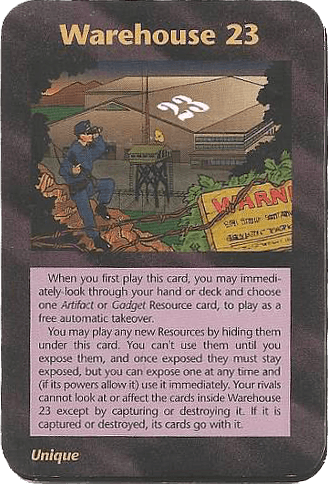 Warehouse 23
23
WARN
When you first play this card, you may immedi-
ately-look through your hand or deck and choose
one Artifact or Gadget Resource card, to play as a
free automatic takeover.
You may play any new Resources by hiding them
under this card. You can't use them until you
expose them, and once exposed they must stay
exposed, but you can expose one at any time and
(if its powers allow it) use it immediately. Your rivals
cannot look at or affect the cards inside Warehouse
23 except by capturing or destroying it. If it is
captured or destroyed, its cards go with it.
Unique